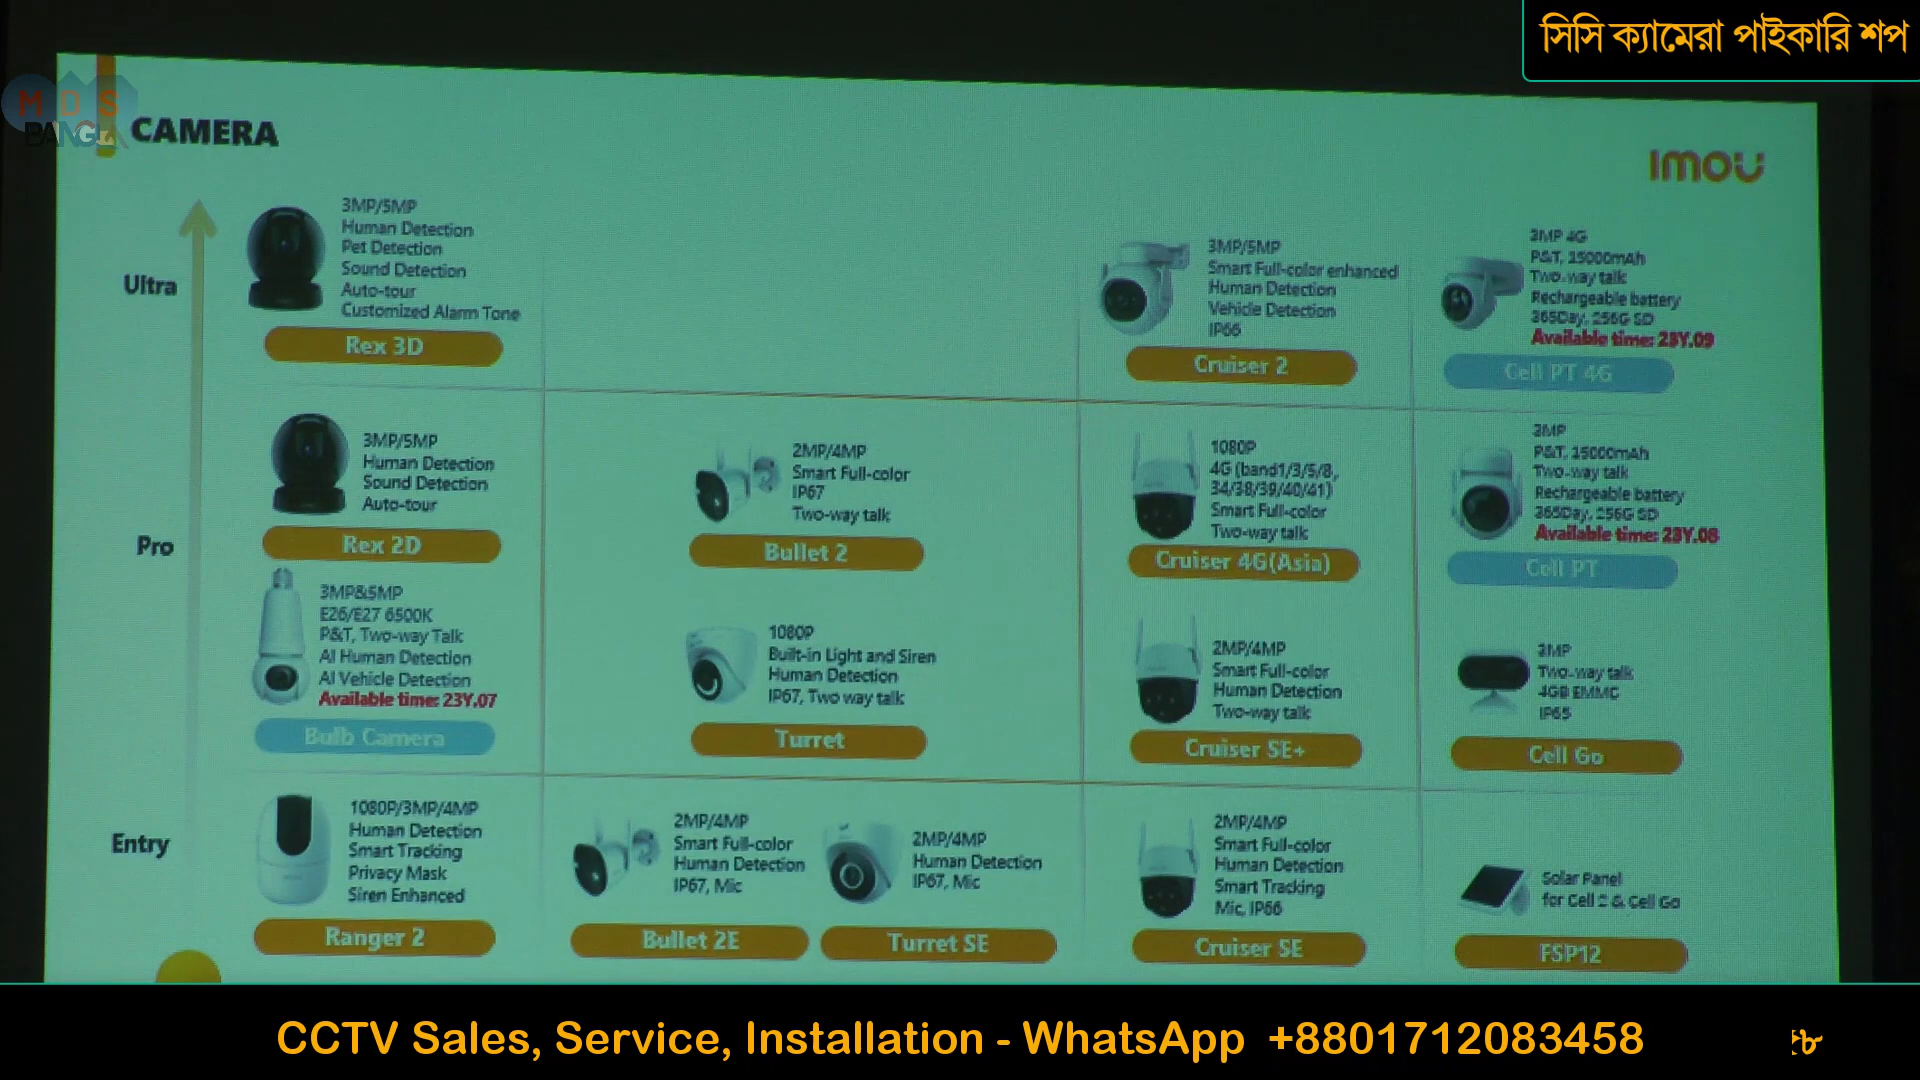 সিসি ক্যামেরা পাইকারি শপ
MDS
BANGLA
CAMERA
imou
Ultra
3MP/5MP
Human Detection
Pet Detection
Sound Detection
Auto-tour
Customized Alarm Tone
Rex 3D
3MP/5MP
Smart Full-color enhanced
Human Detection
Vehicle Detection
IP66
Cruiser 2
3MP 4G
P&T, 15000mAh
Two-way talk
Rechargeable battery
365Day, 256G SD
Available time: 23Y.09
Cell PT 4G
Pro
3MP/5MP
Human Detection
Sound Detection
Auto-tour
Rex 2D
2MP/4MP
Smart Full-color
IP67
Two-way talk
Bullet 2
1080P
4G (band1/3/5/8,
34/38/39/40/41)
Smart Full-color
Two-way talk
Cruiser 4G(Asia)
3MP
P&T, 15000mAh
Two-way talk
Rechargeable battery
365Day, 256G SD
Available time: 23Y.08
Cell PT
3MP&5MP
E26/E27 6500K
P&T, Two-way Talk
AI Human Detection
AI Vehicle Detection
Available time: 23Y.07
Bulb Camera
1080P
Built-in Light and Siren
Human Detection
IP67, Two way talk
Turret
2MP/4MP
Smart Full-color
Human Detection
Two-way talk
Cruiser SE+
3MP
Two-way talk
4GB EMMC
IP65
Cell Go
Entry
1080P/3MP/4MP
Human Detection
Smart Tracking
Privacy Mask
Siren Enhanced
Ranger 2
2MP/4MP
Smart Full-color
Human Detection
IP67, Mic
Bullet 2E
2MP/4MP
Human Detection
IP67, Mic
Turret SE
2MP/4MP
Smart Full-color
Human Detection
Smart Tracking
Mic, IP66
Cruiser SE
Solar Panel
for Cell 2 & Cell Go
FSP12
CCTV Sales, Service, Installation - WhatsApp +8801712083458